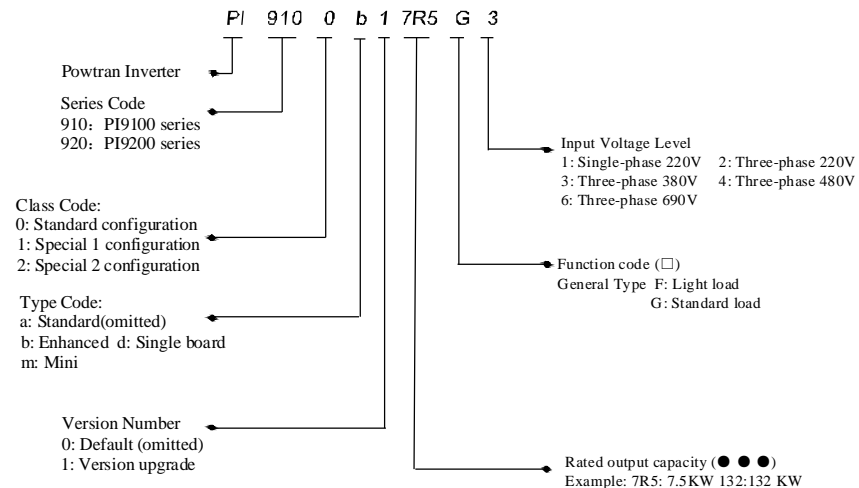 PI 910 0 b 1 7R5 G 3
Powtran Inverter
Series Code
910：PI9100 series
920：PI9200 series
Class Code:
0: Standard configuration
1: Special 1 configuration
2: Special 2 configuration
Type Code:
a: Standard(omitted)
b: Enhanced d: Single board
m: Mini
Version Number
0: Default (omitted)
1: Version upgrade
Input Voltage Level
1: Single-phase 220V 2: Three-phase 220V
3: Three-phase 380V 4: Three-phase 480V
6: Three-phase 690V
Function code (□)
General Type F: Light load
G: Standard load
Rated output capacity (●●●)
Example: 7R5: 7.5KW 132:132 KW